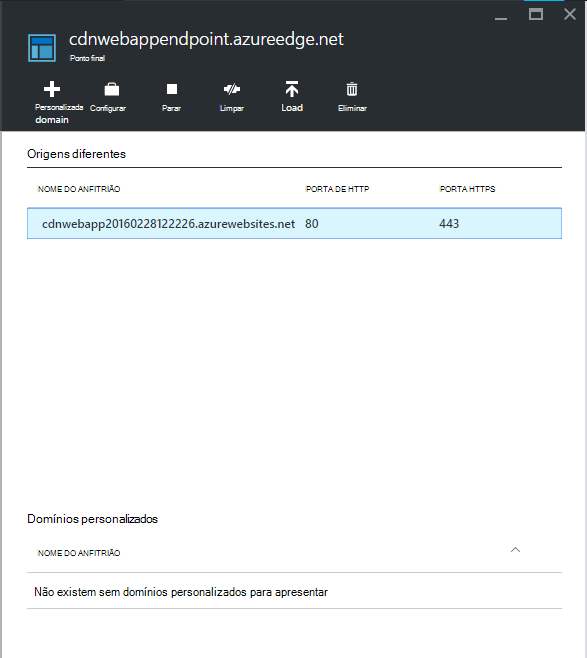 cdnwebappendpoint.azureedge.net
Ponto final
Personalizada Configurar Parar Limpar Load Eliminar
domain
Origens diferentes
NOME DO ANFITRIÃO PORTA DE HTTP PORTA HTTPS
cdnwebapp20160228122226.azurewebsites.net 80 443
Domínios personalizados
NOME DO ANFITRIÃO
Não existem sem domínios personalizados para apresentar